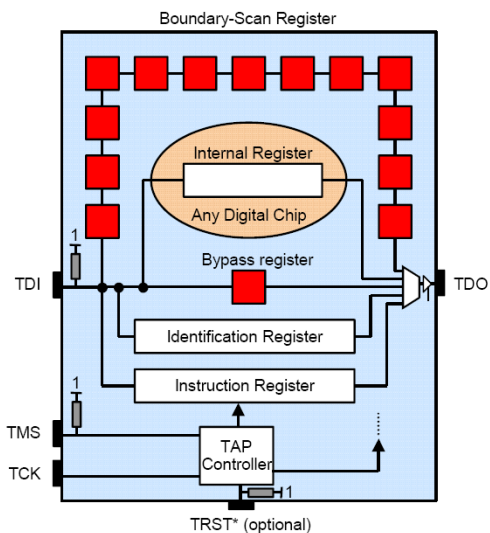 Boundary-Scan Register
Internal Register
Any Digital Chip
1
Bypass register
TDI
TDO
1
Identification Register
Instruction Register
1
TMS
TAP
Controller
TCK
1
TRST* (optional)